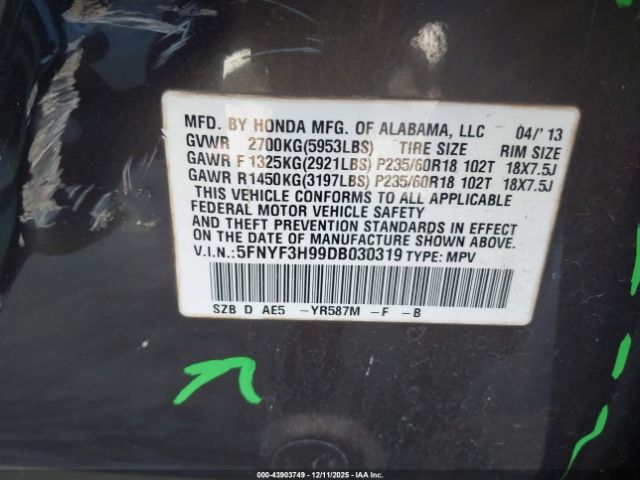 MFD. BY HONDA MFG. OF ALABAMA, LLC 04/'13
GVWR 2700KG(5953LBS) TIRE SIZE RIM SIZE
GAWR F 1325KG(2921LBS) P235/60R18 102T 18X7.5J
GAWR R1450KG(3197LBS) P235/60R18 102T 18X7.5J
THIS VEHICLE CONFORMS TO ALL APPLICABLE
FEDERAL MOTOR VEHICLE SAFETY
AND THEFT PREVENTION STANDARDS IN EFFECT
ON THE DATE OF MANUFACTURE SHOWN ABOVE.
V.I.N.:5FNYF3H99DB030319 TYPE: MPV
SZB D AE5 -YR587M -F -B
000-43903749 - 12/11/2025 - IAA Inc.